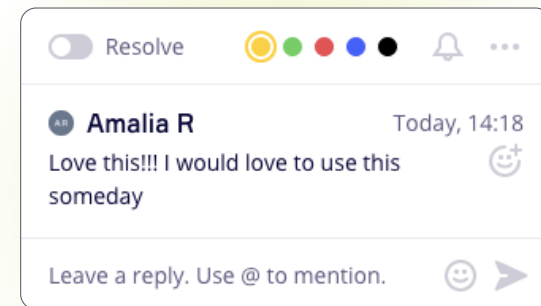 Resolve
AR Amalia R Today, 14:18
Love this!!! I would love to use this
someday
Leave a reply. Use @ to mention.